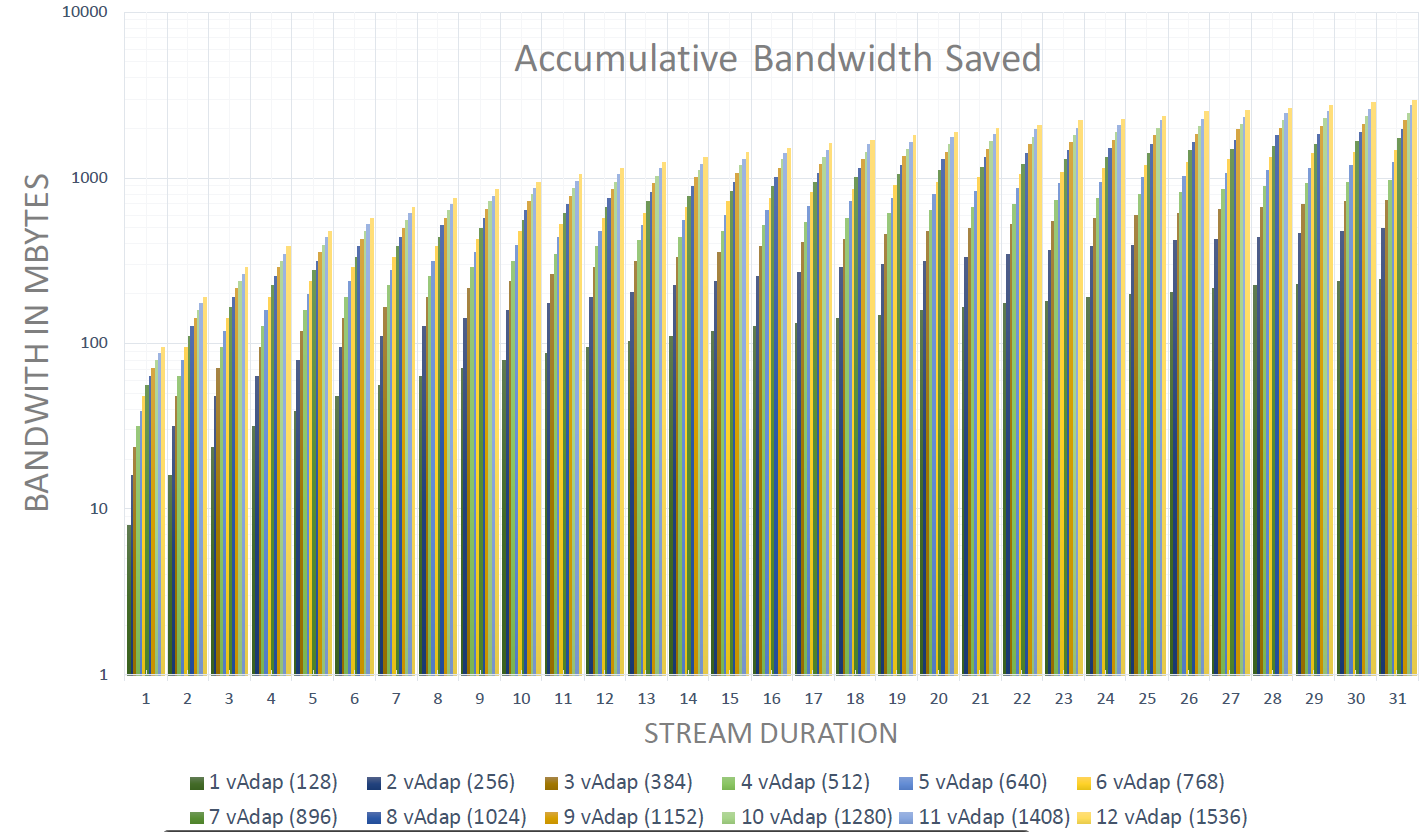 Accumulative Bandwidth Saved
BANDWITH IN MBYTES
10000
1000
100
10
1
1 2 3 4 5 6 7 8 9 10 11 12 13 14 15 16 17 18 19 20 21 22 23 24 25 26 27 28 29 30 31
STREAM DURATION
1 vAdap (128) 2 vAdap (256) 3 vAdap (384) 4 vAdap (512) 5 vAdap (640) 6 vAdap (768)
7 vAdap (896) 8 vAdap (1024) 9 vAdap (1152) 10 vAdap (1280) 11 vAdap (1408) 12 vAdap (1536)